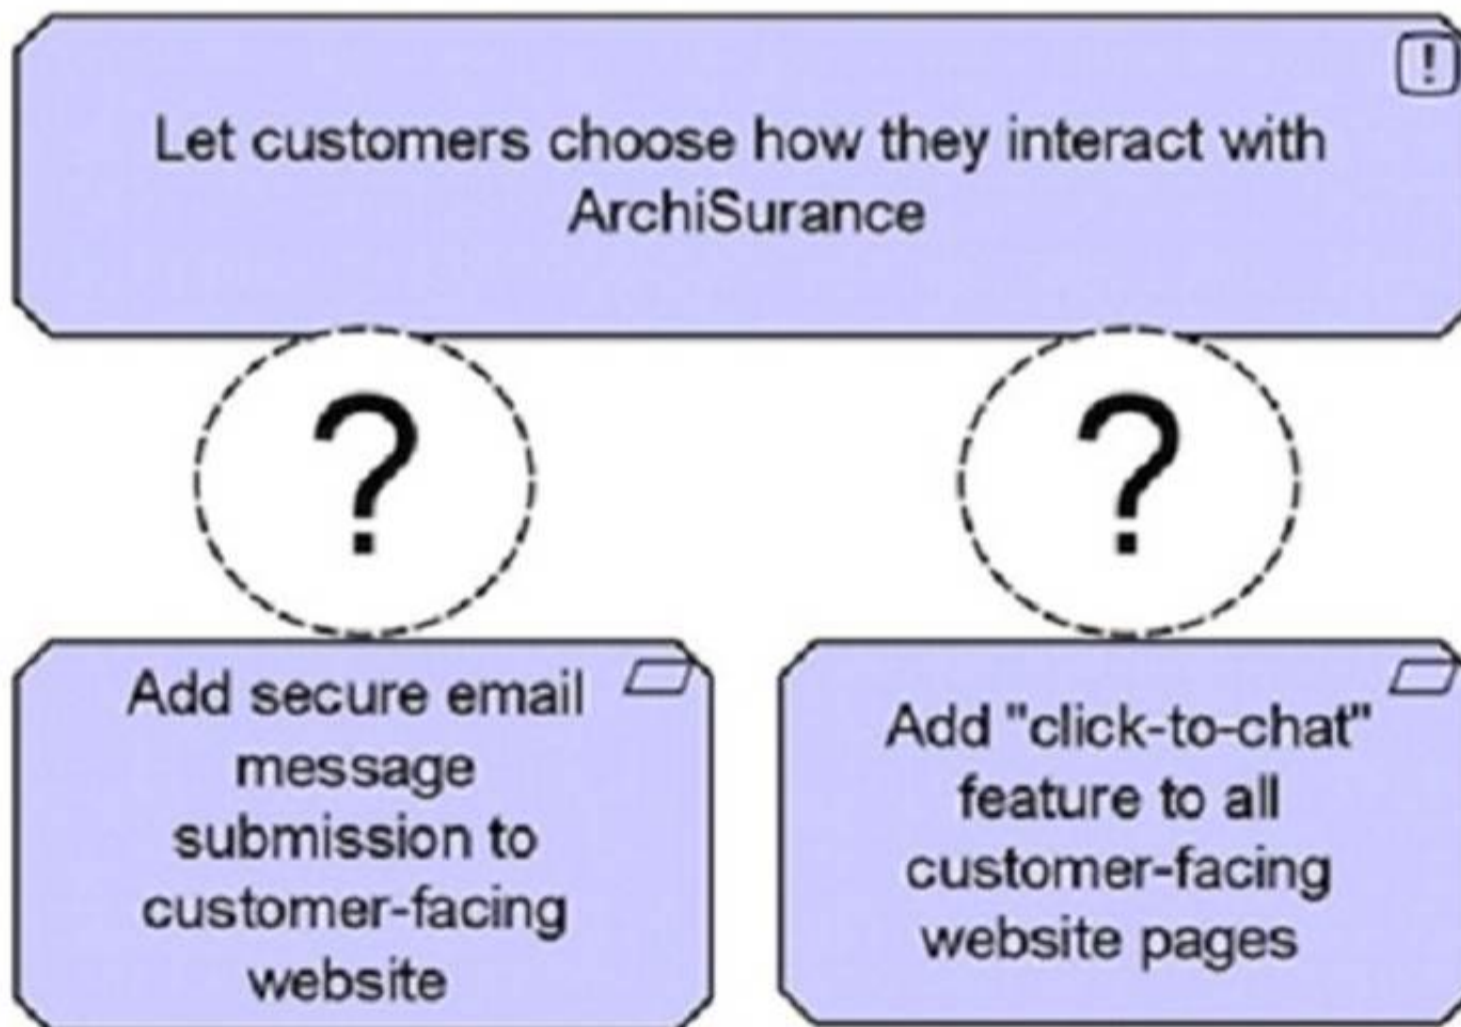 !
Let customers choose how they interact with
ArchiSurance
?
?
Add secure email
message
submission to
customer-facing
website
Add "click-to-chat"
feature to all
customer-facing
website pages